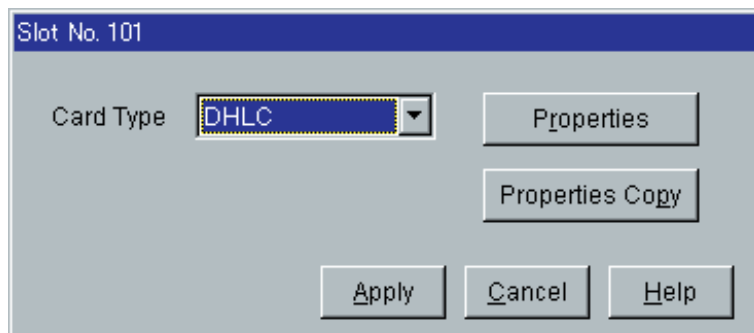 Slot No. 101
Card Type DHLC Properties
Properties Copy
Apply Cancel Help